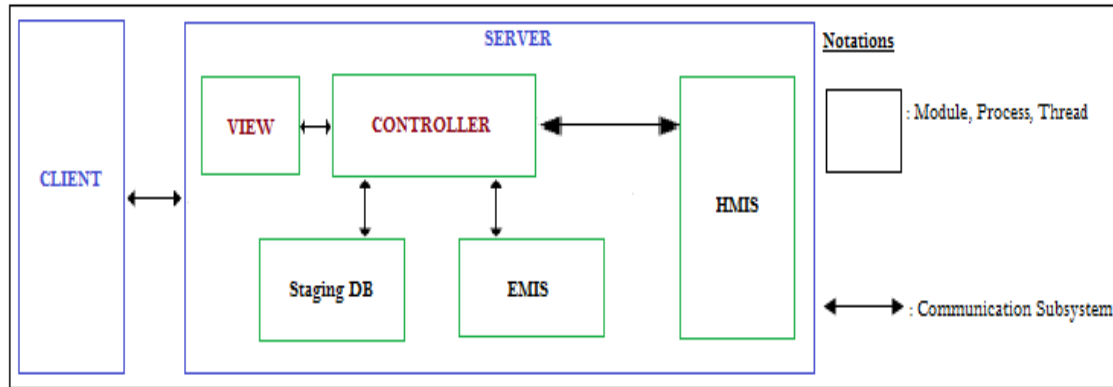 SERVER
Notations
VIEW
CONTROLLER
: Module, Process, Thread
CLIENT
HMIS
Staging DB
EMIS
: Communication Subsystem